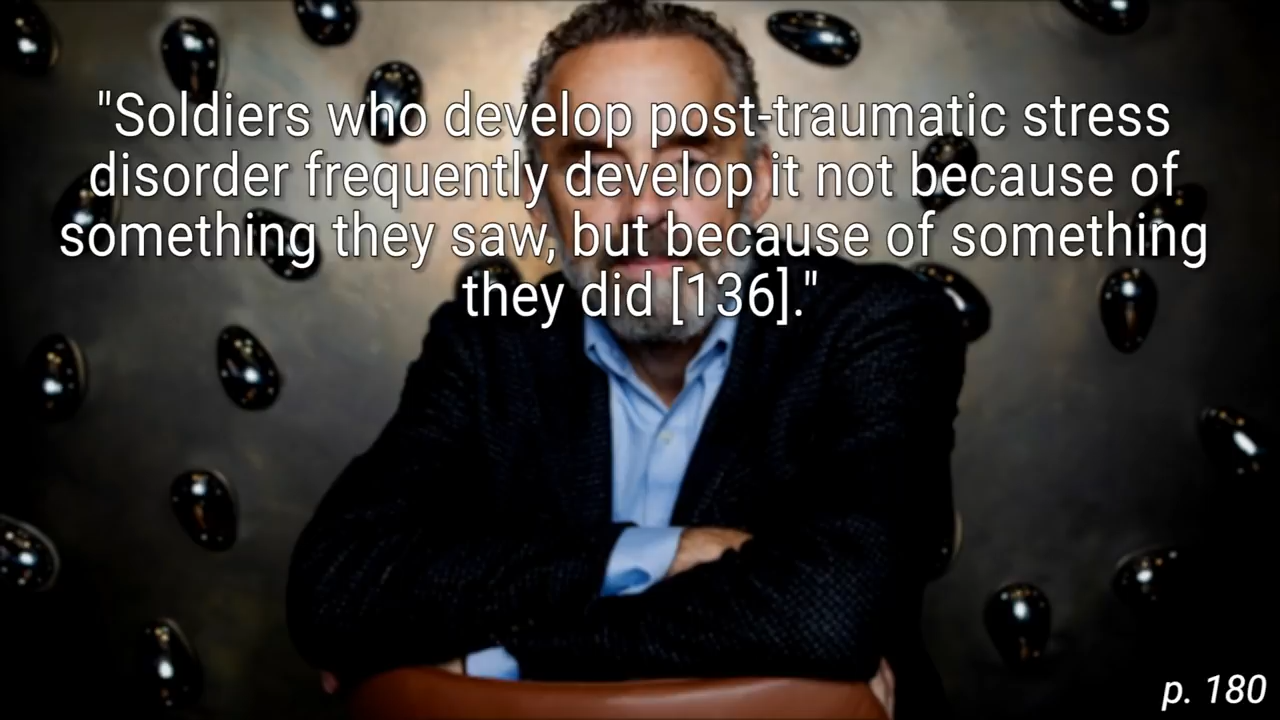 "Soldiers who develop post-traumatic stress
disorder frequently develop it not because of
something they saw, but because of something
they did [136]."
p. 180